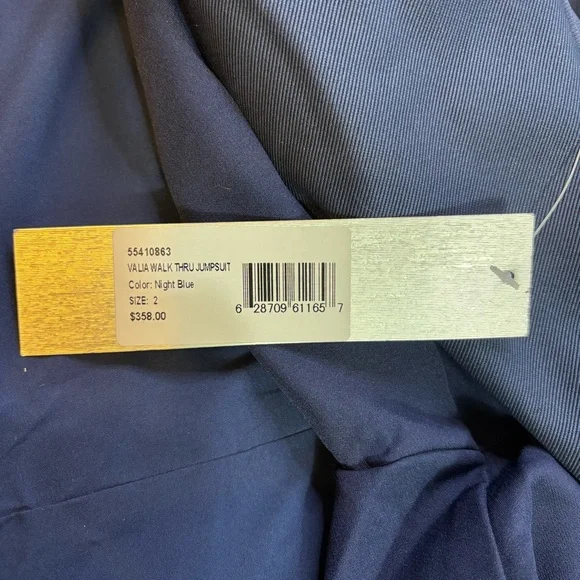 55410863
VALIA WALK THRU JUMPSUIT
Color: Night Blue
SIZE: 2
$358.00
6 28709 61165 7